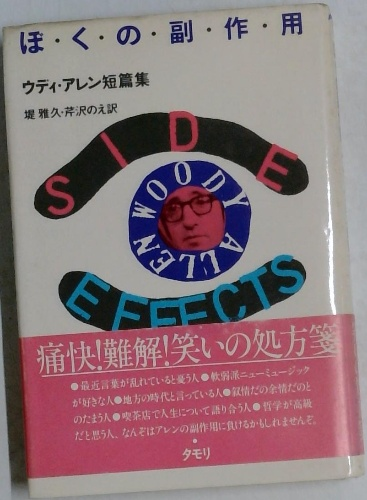 ぼ・く・の・副・作・用
ウディ・アレン短篇集
堤 雅久・芹沢のえ訳
SIDE
WOODY ALLEN
EFFECTS
痛快!難解!笑いの処方箋
●最近言葉が乱れていると憂う人●軟弱派ニューミュージック
とが好きな人●地方の時代と言っている人●叙情だの余情だのと
のたまう人●喫茶店で人生について語り合う人●哲学が高級
だと思う人、なんぞはアレンの副作用に負けるかもしれませんぞ。
・タモリ